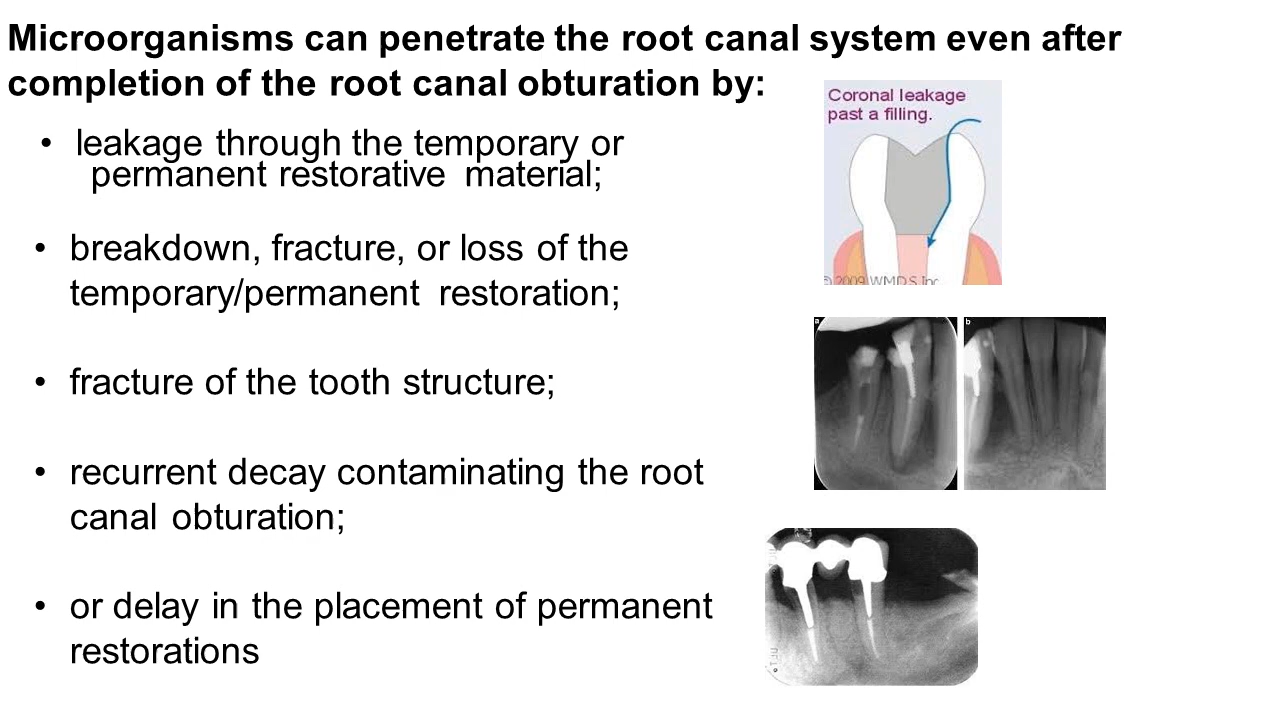 Microorganisms can penetrate the root canal system even after
completion of the root canal obturation by:
• leakage through the temporary or
permanent restorative material;
• breakdown, fracture, or loss of the
temporary/permanent restoration;
• fracture of the tooth structure;
• recurrent decay contaminating the root
canal obturation;
• or delay in the placement of permanent
restorations
Coronal leakage
past a filling.
© 2009 WMDS Inc
a
b